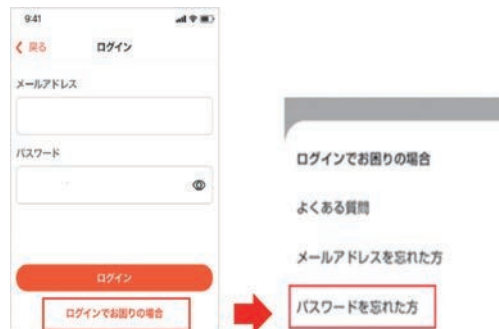 9:41
戻る
ログイン
メールアドレス
パスワード
ログイン
ログインでお困りの場合
ログインでお困りの場合
よくある質問
メールアドレスを忘れた方
パスワードを忘れた方